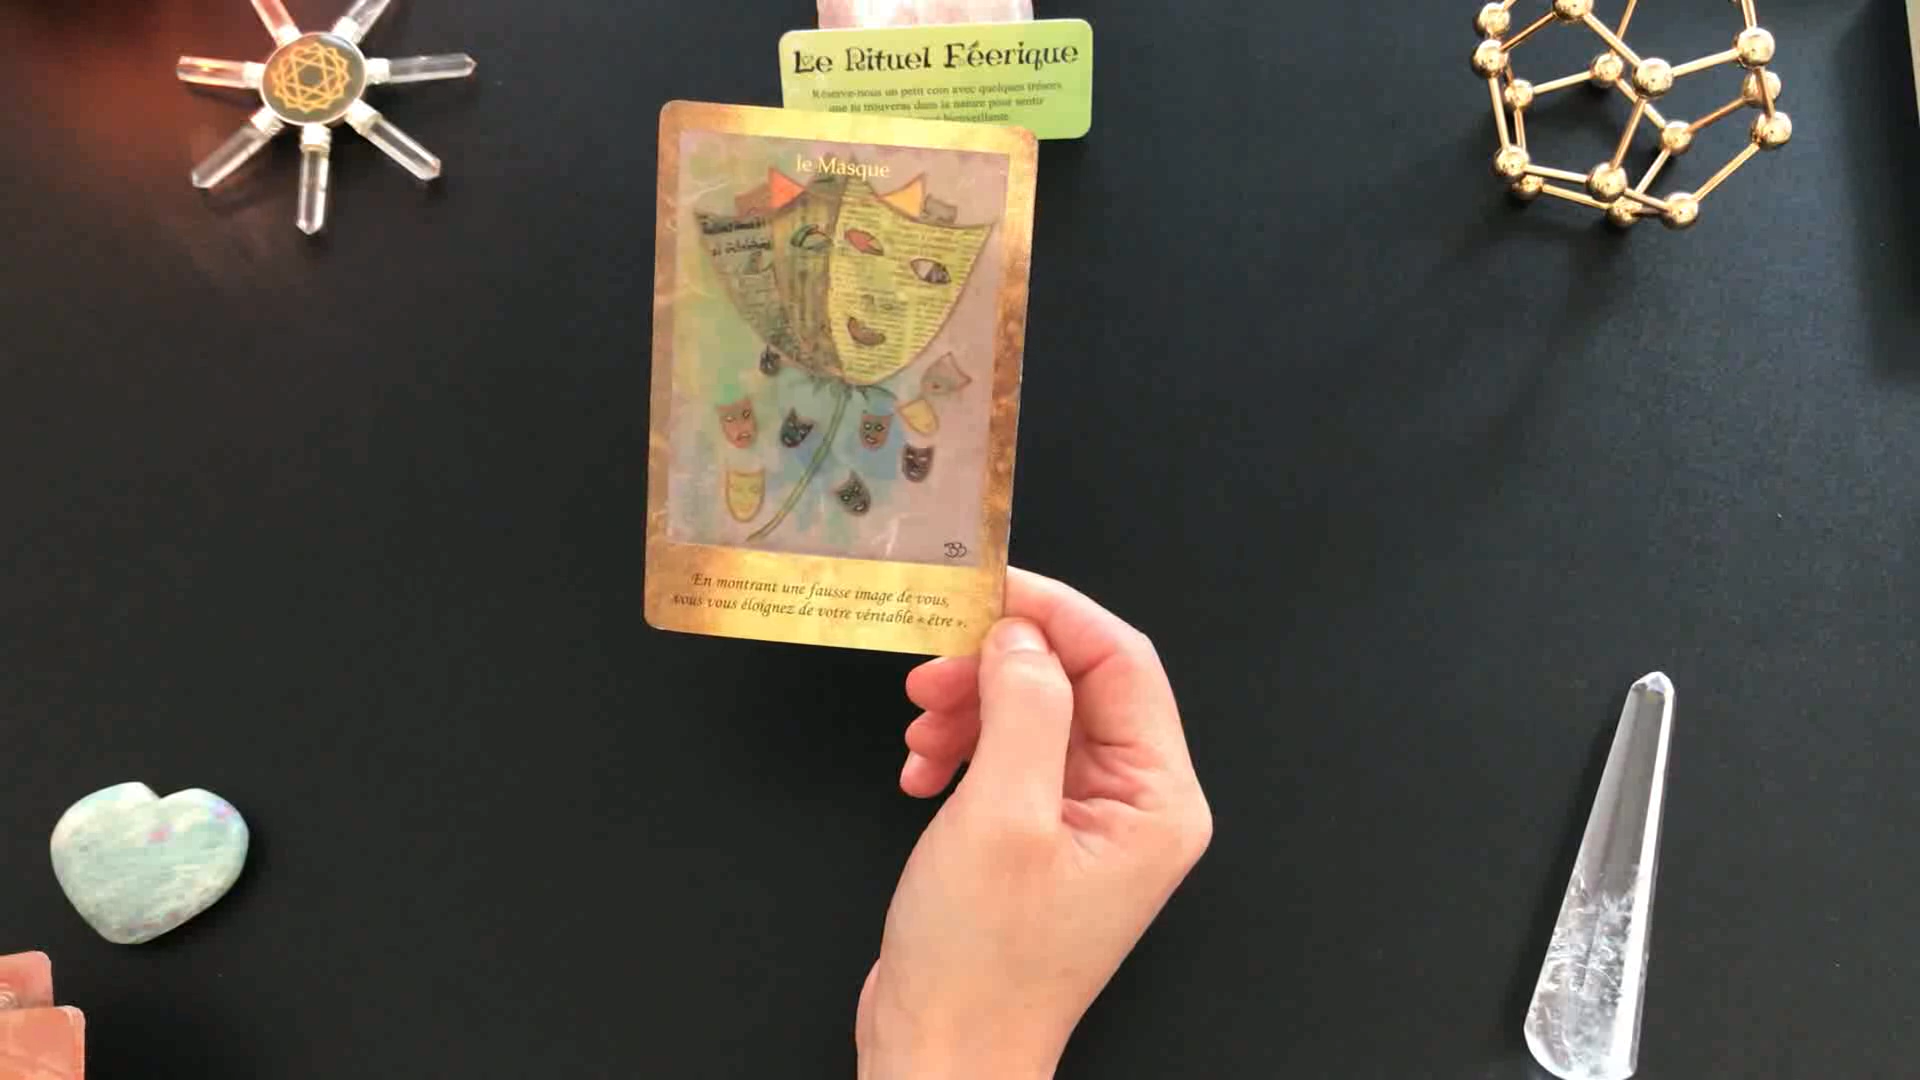 Le Rituel Féerique
Réserve-nous un petit coin avec quelques trésors
que tu trouveras dans la nature pour sentir
bienveillante.
le Masque
33
En montrant une fausse image de vous,
vous vous éloignez de votre véritable « être ».